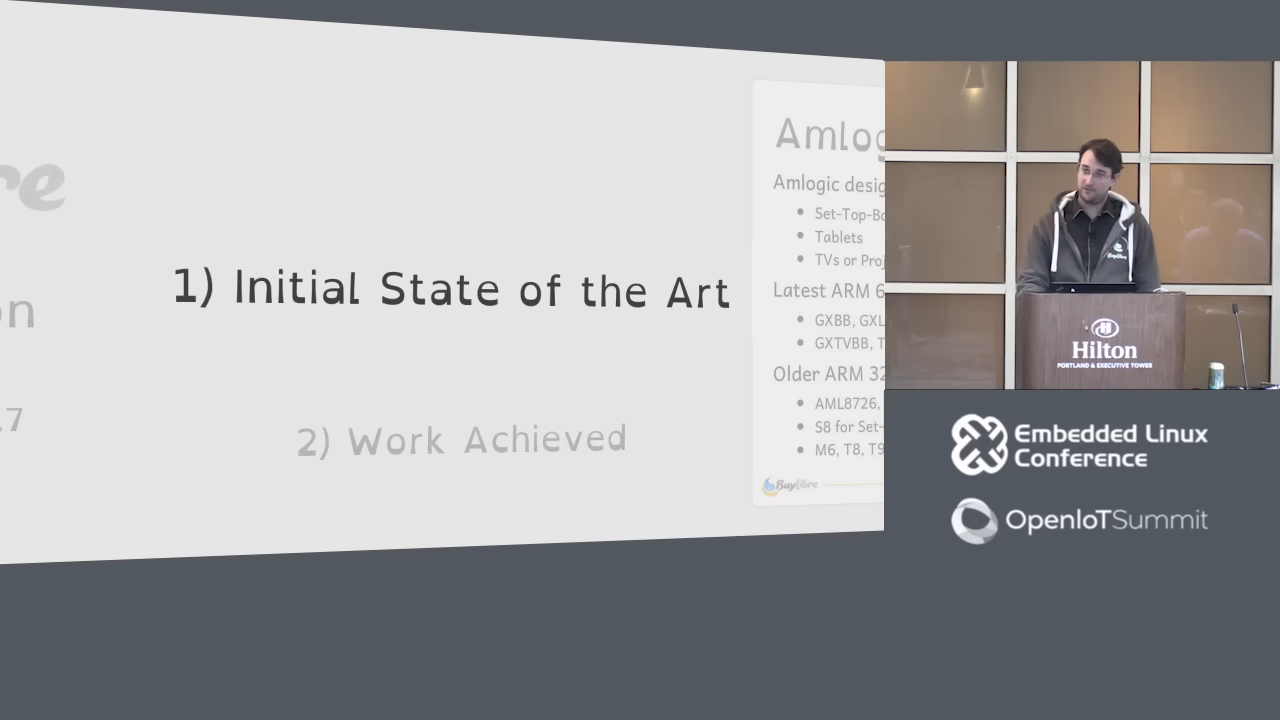 re
on
.7
1) Initial State of the Art
2) Work Achieved
Amlog
Amlogic desig
Set-Top-Bo
Tablets
TVs or Proj
Latest ARM 6
GXBB, GXL
GXTVBB, T
Older ARM 32
AML8726,
S8 for Set-
M6, T8, T9
BayLibre
BayLibre
Hilton
PORTLAND & EXECUTIVE TOWER
Embedded Linux
Conference
OpenIoTSummit